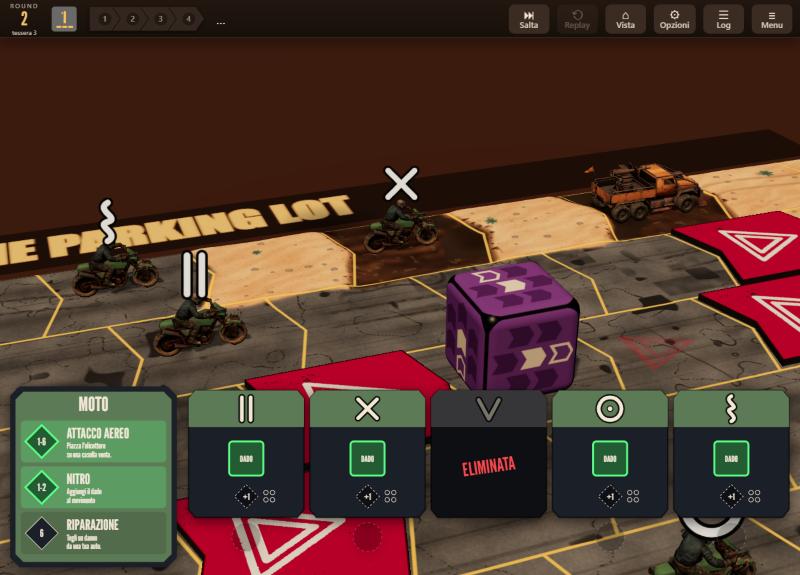 ROUND
2
tessera 3
1
1 2 3 4 ...
Salta
Replay
Vista
Opzioni
Log
Menu
THE PARKING LOT
MOTO
1-6 ATTACCO AEREO
Piazza l'elicottero
su una casella vuota.
1-2 NITRO
Aggiungi il dado
al movimento
6 RIPARAZIONE
Togli un danno
da una tua auto.
DADO
+1
DADO
+1
ELIMINATA
DADO
+1
DADO
+1